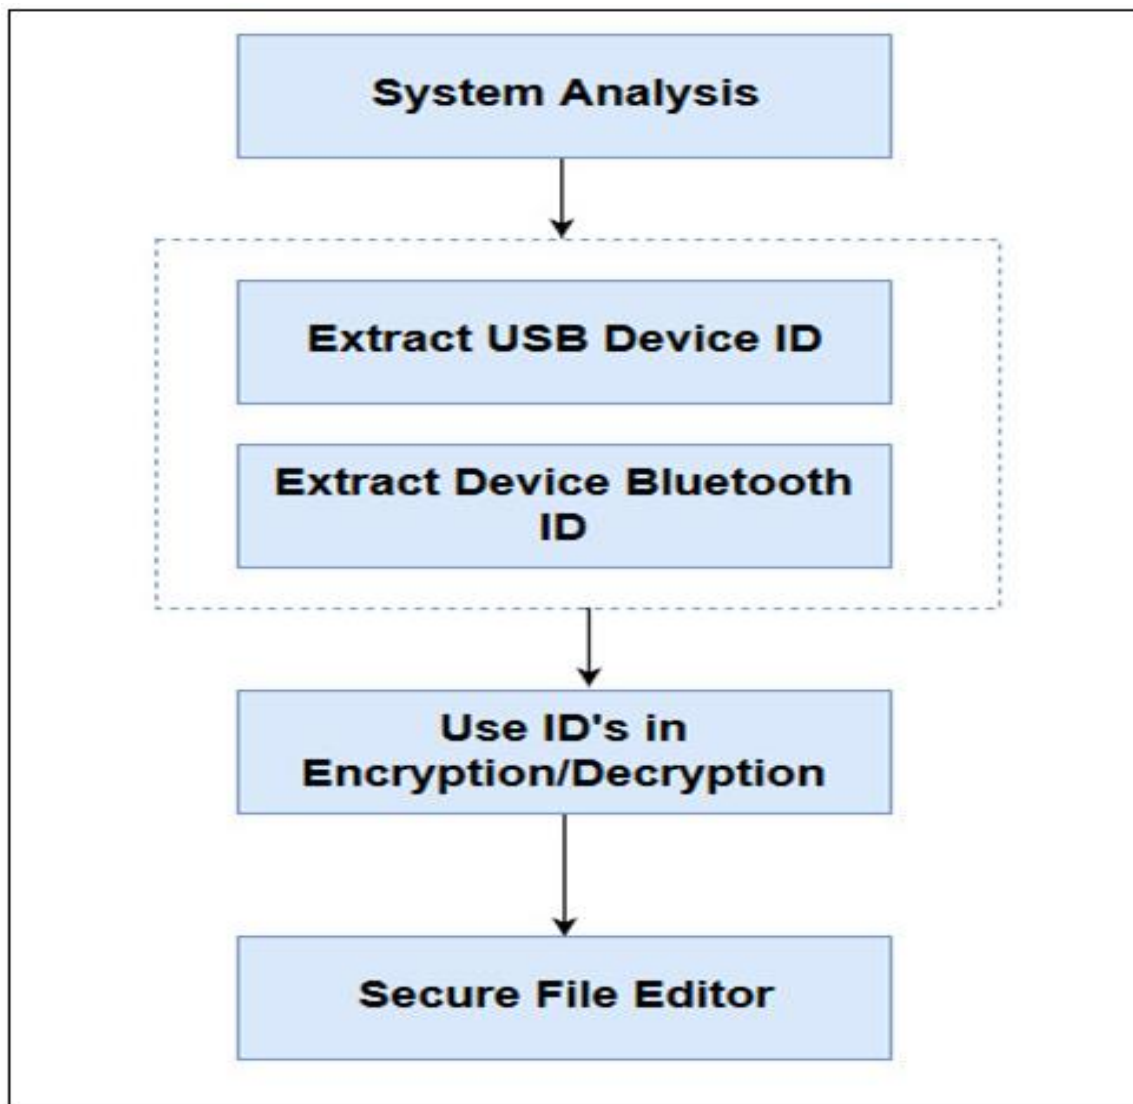 System Analysis
Extract USB Device ID
Extract Device Bluetooth
ID
Use ID's in
Encryption/Decryption
Secure File Editor